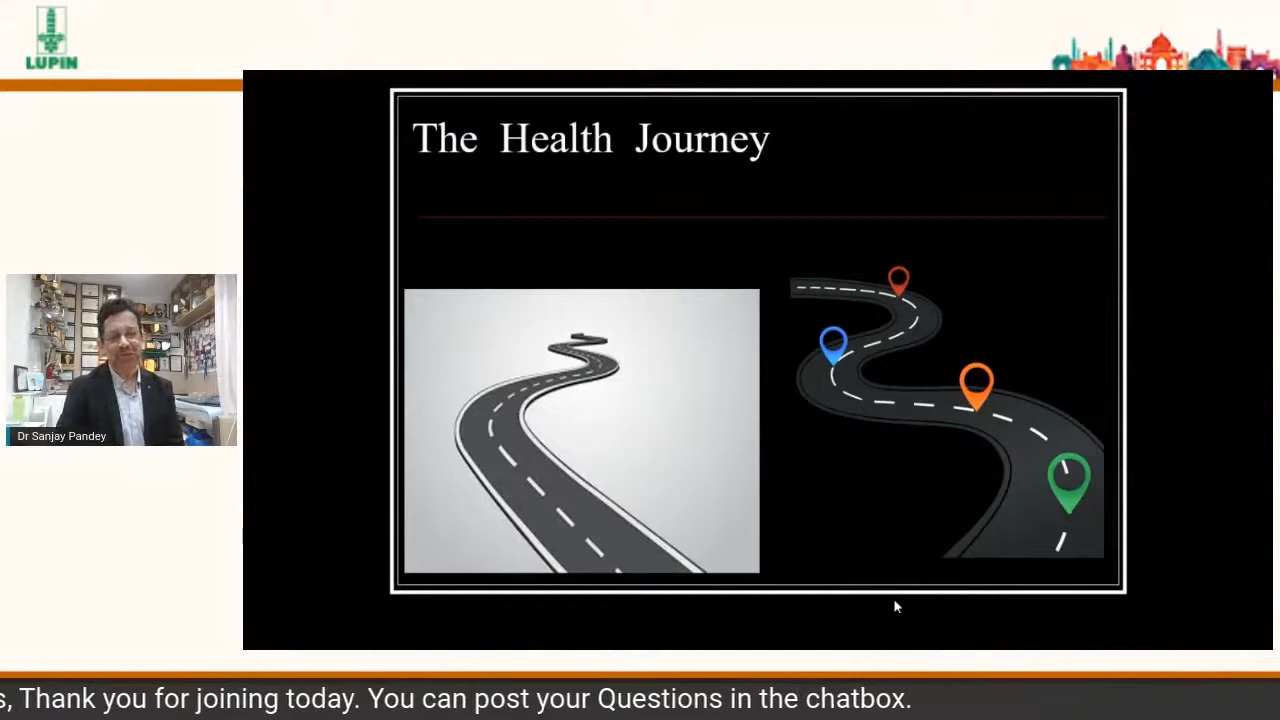 LUPIN
The Health Journey
Dr Sanjay Pandey
s, Thank you for joining today. You can post your Questions in the chatbox.